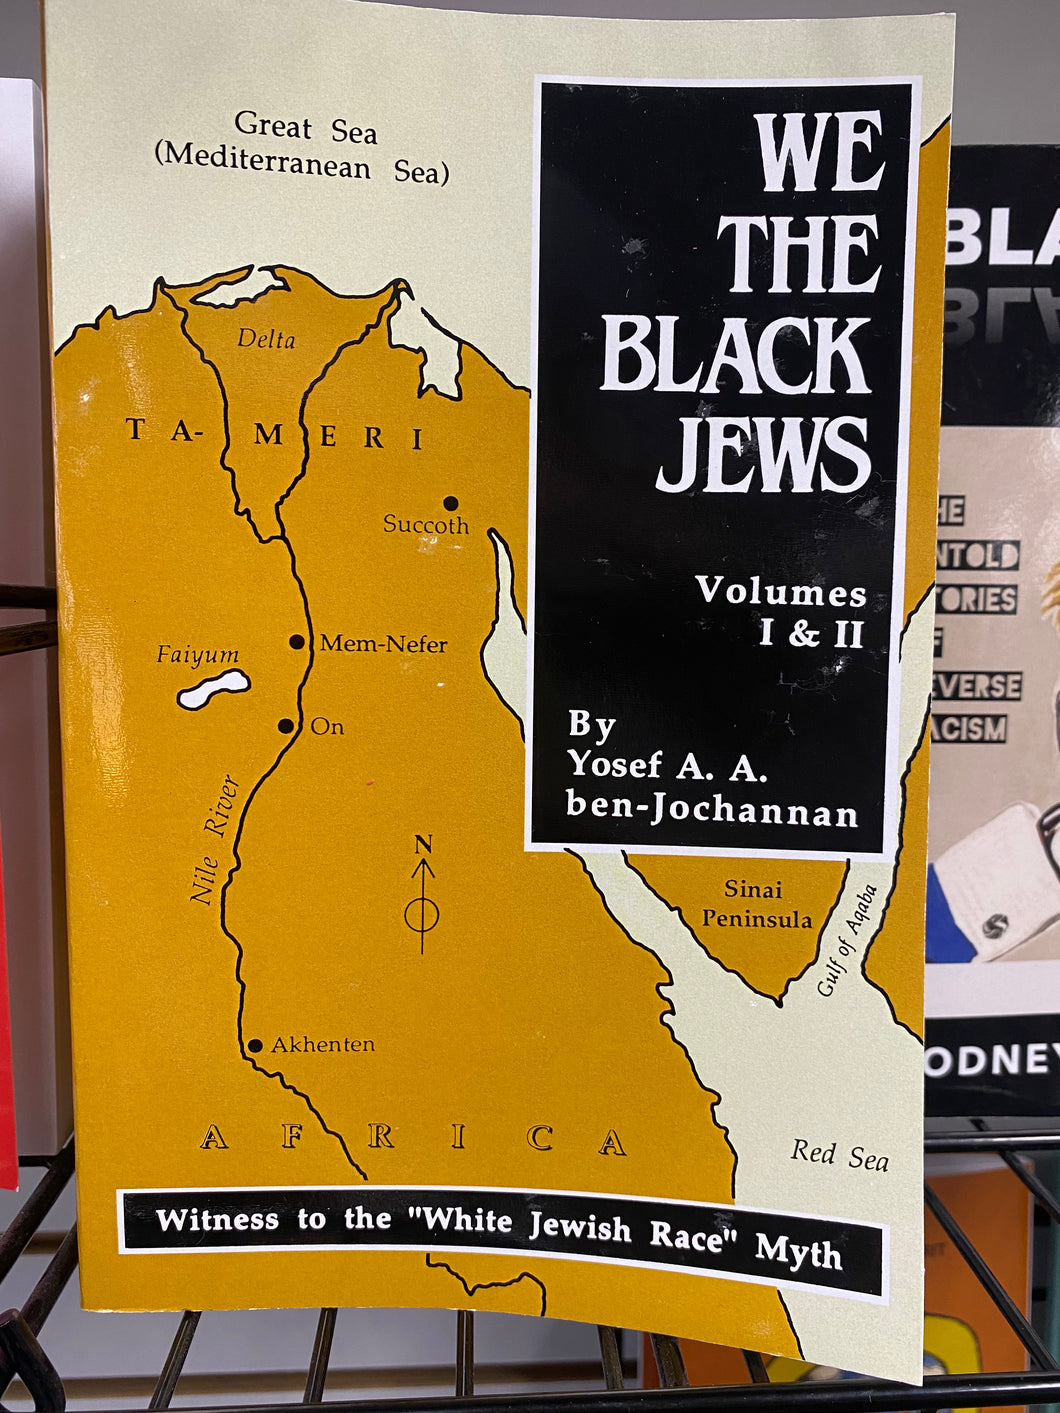 Great Sea
(Mediterranean Sea)
WE
THE
BLACK
JEWS
Volumes
I & II
By
Yosef A. A.
ben-Jochannan
Delta
TA-MERI
Succoth
Faiyum
Mem-Nefer
On
Nile River
N
Sinai
Peninsula
Gulf of Aqaba
Akhenten
AFRICA
Red Sea
Witness to the "White Jewish Race" Myth